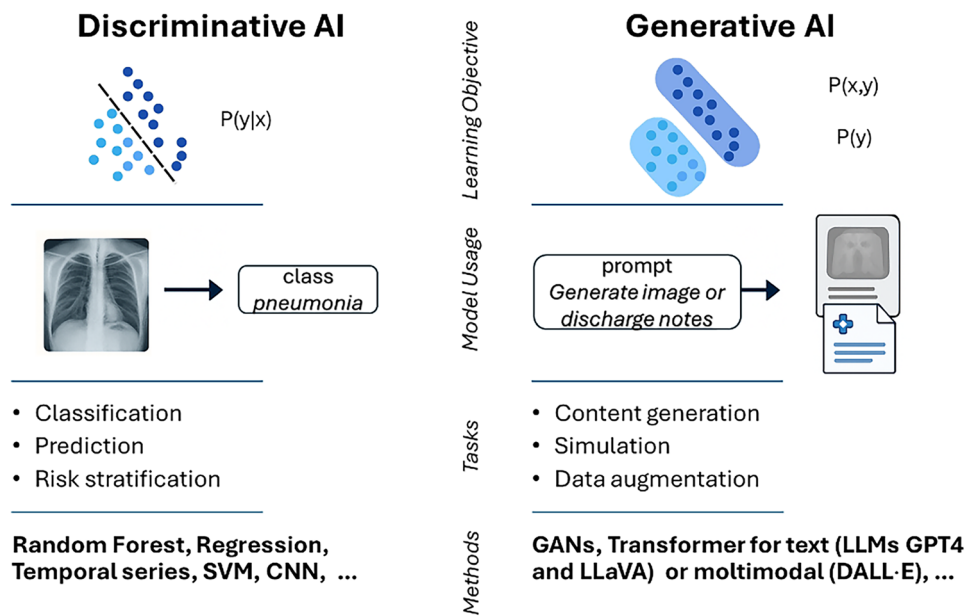 Discriminative AI
P(y|x)
class
pneumonia
• Classification
• Prediction
• Risk stratification
Random Forest, Regression,
Temporal series, SVM, CNN, ...
Learning Objective
Model Usage
Tasks
Methods
Generative AI
P(x,y)
P(y)
prompt
Generate image or
discharge notes
• Content generation
• Simulation
• Data augmentation
GANs, Transformer for text (LLMs GPT4
and LLaVA) or moltimodal (DALL·E), ...